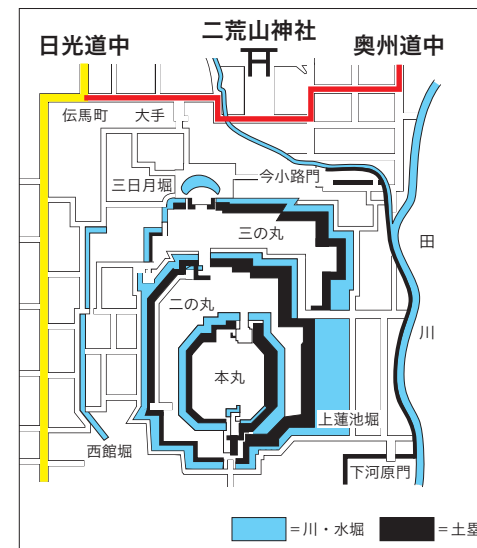 二荒山神社
日光道中
奥州道中
伝馬町
大手
三日月堀
今小路門
三の丸
田川
二の丸
本丸
上蓮池堀
西館堀
下河原門
=川・水堀
=土塁